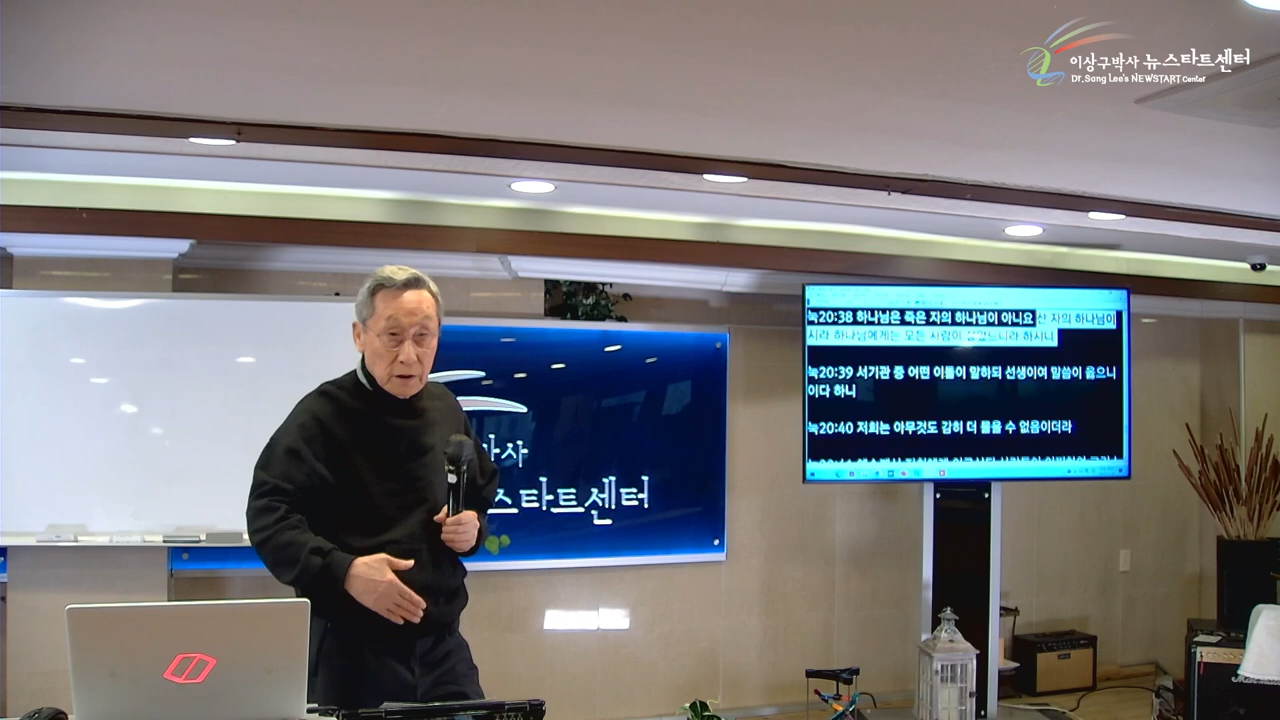 이상구박사 뉴스타트센터
Dr. Sang Lee's NEWSTART Center
눅20:38 하나님은 죽은 자의 하나님이 아니요 산 자의 하나님이
시라 하나님에게는 모든 사람이 살았느니라 하시니
눅20:39 서기관 중 어떤 이들이 말하되 선생이여 말씀이 옳으니
이다 하니
눅20:40 저희는 아무것도 감히 더 물을 수 없음이더라
박사
스타트센터